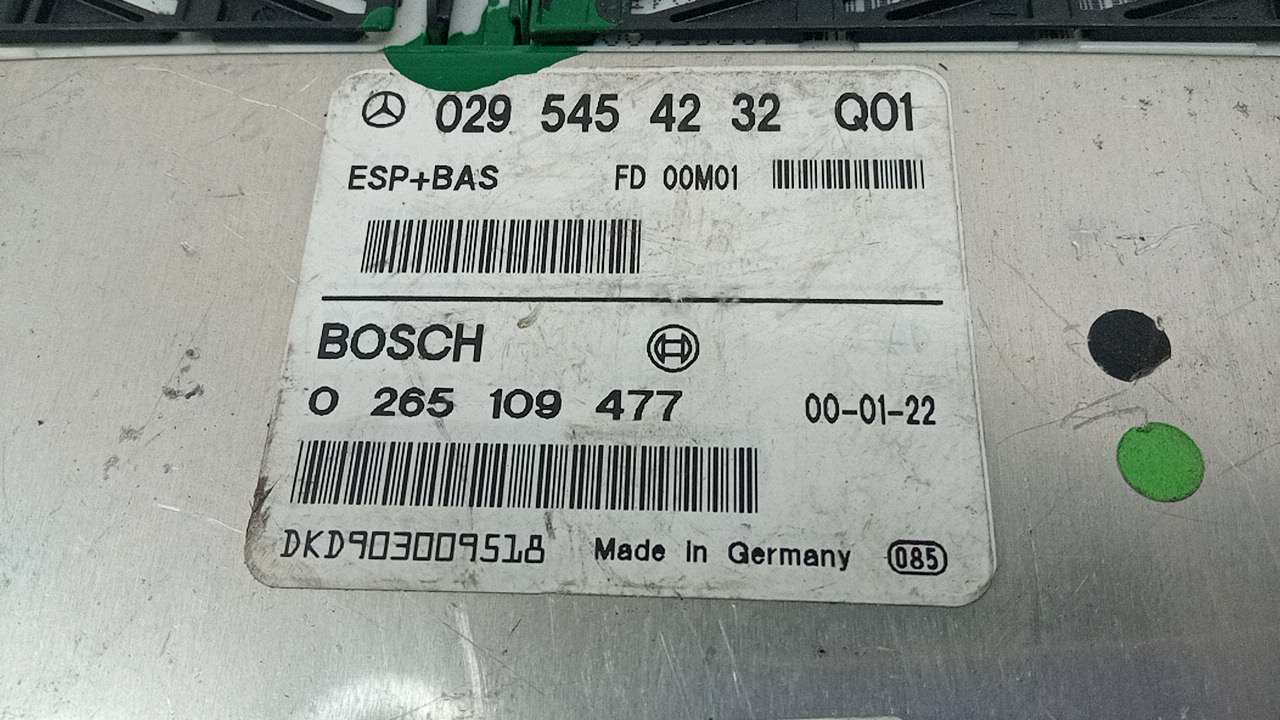 029 545 42 32 Q01
ESP+BAS FD 00M01
BOSCH
0 265 109 477 00-01-22
DKD903009518 Made in Germany 085